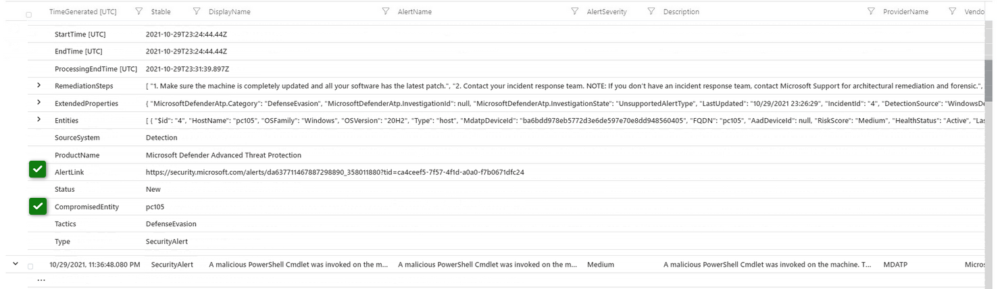 TimeGenerated [UTC] $table DisplayName AlertName AlertSeverity Description ProviderName Vendo
StartTime [UTC] 2021-10-29T23:24:44.44Z
EndTime [UTC] 2021-10-29T23:24:44.44Z
ProcessingEndTime [UTC] 2021-10-29T23:31:39.897Z
RemediationSteps [ "1. Make sure the machine is completely updated and all your software has the latest patch.", "2. Contact your incident response team. NOTE: If you don't have an incident response team, contact Microsoft Support for architectural remediation and forensic.",
ExtendedProperties { "MicrosoftDefenderAtp.Category": "DefenseEvasion", "MicrosoftDefenderAtp.InvestigationId": null, "MicrosoftDefenderAtp.InvestigationState": "UnsupportedAlertType", "LastUpdated": "10/29/2021 23:26:29", "IncidentId": "4", "DetectionSource": "WindowsDe
Entities [ { "$id": "4", "HostName": "pc105", "OSFamily": "Windows", "OSVersion": "20H2", "Type": "host", "MdatpDeviceId": "ba6bdd978eb5772d3e6de597e70e8dd948560405", "FQDN": "pc105", "AadDeviceId": null, "RiskScore": "Medium", "HealthStatus": "Active", "Las
SourceSystem Detection
ProductName Microsoft Defender Advanced Threat Protection
AlertLink https://security.microsoft.com/alerts/da637711467887298890_358011880?tid=ca4ceef5-7f57-4f1d-a0a0-f7b0671dfc24
Status New
CompromisedEntity pc105
Tactics DefenseEvasion
Type SecurityAlert
10/29/2021, 11:36:48.080 PM SecurityAlert A malicious PowerShell Cmdlet was invoked on the m... A malicious PowerShell Cmdlet was invoked on the m... Medium A malicious PowerShell Cmdlet was invoked on the machine. T... MDATP Micros
...